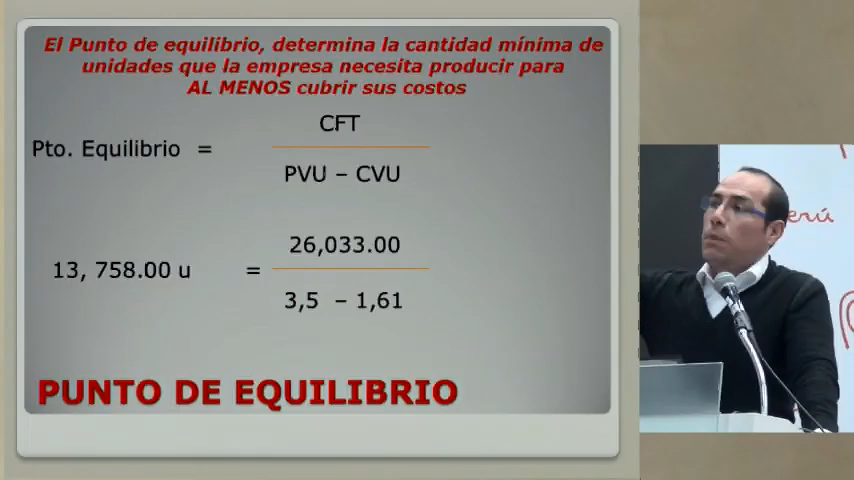 El Punto de equilibrio, determina la cantidad mínima de
unidades que la empresa necesita producir para
AL MENOS cubrir sus costos
CFT
Pto. Equilibrio =
PVU – CVU
26,033.00
13, 758.00 u =
3,5 – 1,61
PUNTO DE EQUILIBRIO
erú